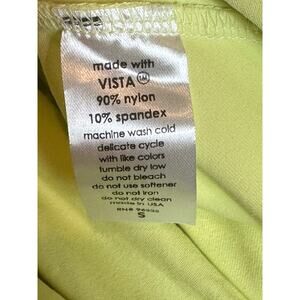 made with
VISTA
90% nylon
10% spandex
machine wash cold
delicate cycle
with like colors
tumble dry low
do not bleach
do not use softener
do not iron
do not dry clean
made in USA
S